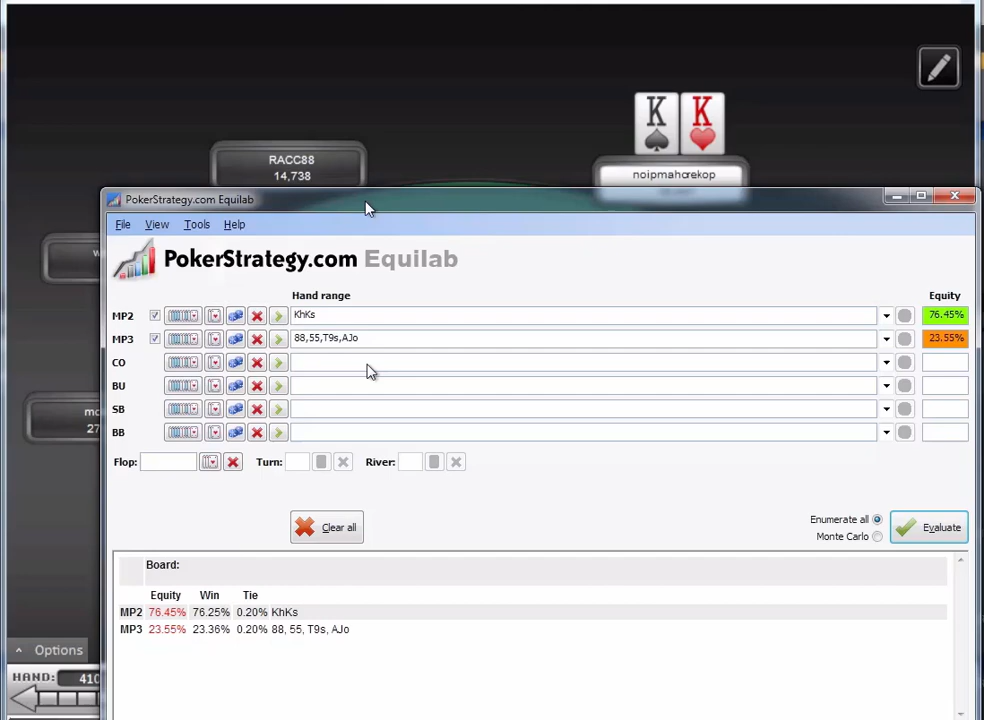 K K
RACC88
14,738
noipmahcrekop
PokerStrategy.com Equilab
File View Tools Help
PokerStrategy.com Equilab
Hand range Equity
MP2 KhKs 76.45%
MP3 88,55,T9s,AJo 23.55%
CO
BU
SB
BB
Flop: Turn: River:
Clear all
Enumerate all
Monte Carlo
Evaluate
Board:
Equity Win Tie
MP2 76.45% 76.25% 0.20% KhKs
MP3 23.55% 23.36% 0.20% 88, 55, T9s, AJo
Options
HAND: 410